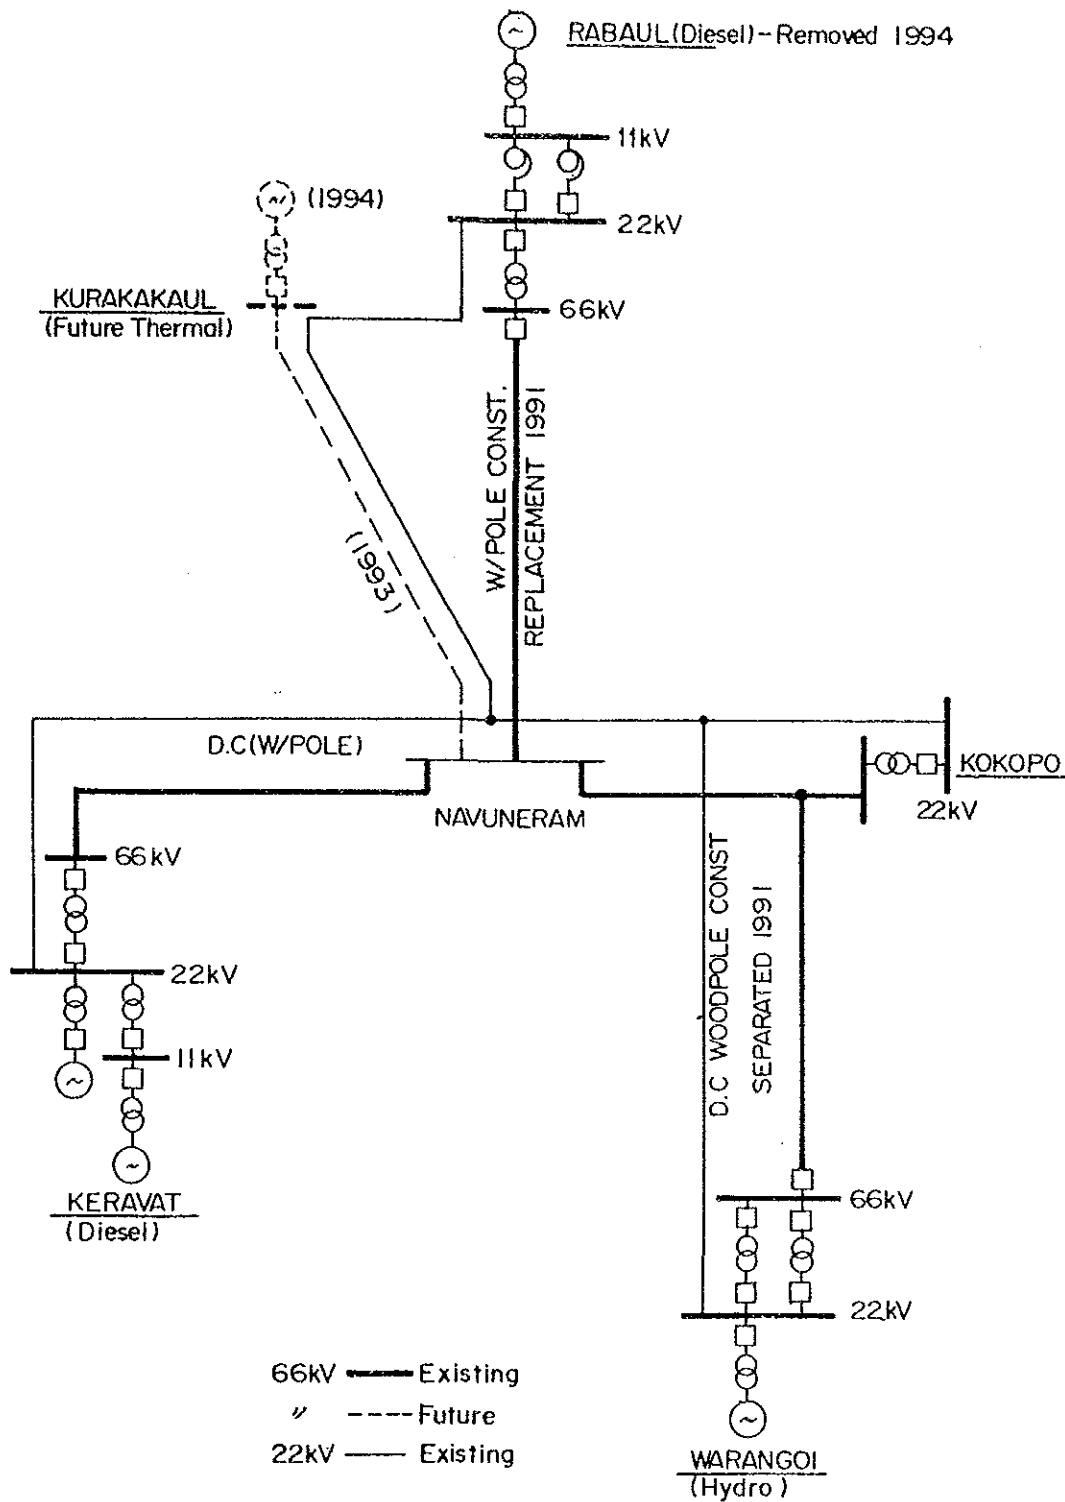 RABAUL (Diesel) - Removed 1994
11kV
(1994)
22kV
KURAKAKAUL
(Future Thermal)
66kV
W/POLE CONST.
REPLACEMENT 1991
(1993)
D.C(W/POLE)
KOKOPO
22kV
NAVUNERAM
66kV
D.C WOODPOLE CONST
SEPARATED 1991
22kV
11kV
KERAVAT
(Diesel)
66kV
22kV
66kV Existing
〃 Future
22kV Existing
WARANGOI
(Hydro)